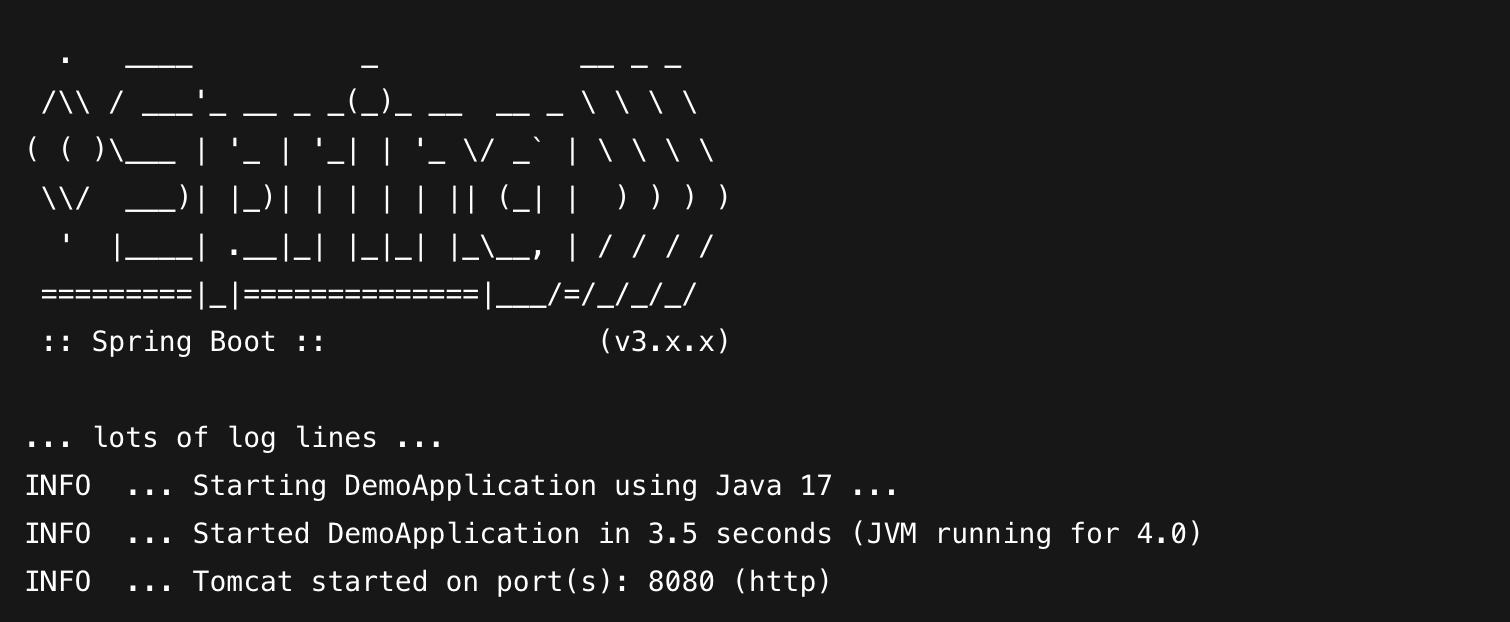 .   ____          _            __ _ _
 /\\ / ___'_ __ _ _(_)_ __  __ _ \ \ \ \
( ( )\___ | '_ | '_| | '_ \/ _` | \ \ \ \
 \\/  ___)| |_)| | | | | || (_| |  ) ) ) )
  '  |____| .__|_| |_|_| |_\__, | / / / /
 =========|_|==============|___/=/_/_/_/
 :: Spring Boot ::                (v3.x.x)

... lots of log lines ...
INFO  ... Starting DemoApplication using Java 17 ...
INFO  ... Started DemoApplication in 3.5 seconds (JVM running for 4.0)
INFO  ... Tomcat started on port(s): 8080 (http)